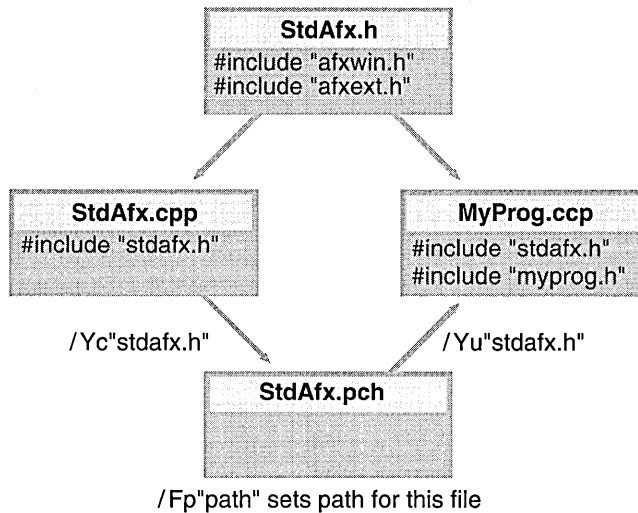 StdAfx.h
#include "afxwin.h"
#include "afxext.h"
StdAfx.cpp
#include "stdafx.h"
MyProg.ccp
#include "stdafx.h"
#include "myprog.h"
/Yc"stdafx.h"
/Yu"stdafx.h"
StdAfx.pch
/Fp"path" sets path for this file